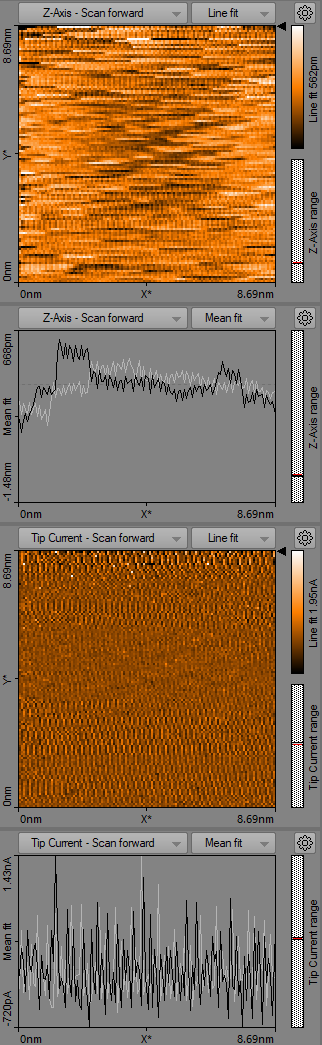 Z-Axis - Scan forward Line fit
8.69nm
Y*
0nm
0nm X* 8.69nm
Line fit 562pm
Z-Axis range
Z-Axis - Scan forward Mean fit
668pm
Mean fit
-1.48nm
0nm X* 8.69nm
Z-Axis range
Tip Current - Scan forward Line fit
8.69nm
Y*
0nm
0nm X* 8.69nm
Line fit 1.95nA
Tip Current range
Tip Current - Scan forward Mean fit
1.43nA
Mean fit
-720pA
0nm X* 8.69nm
Tip Current range